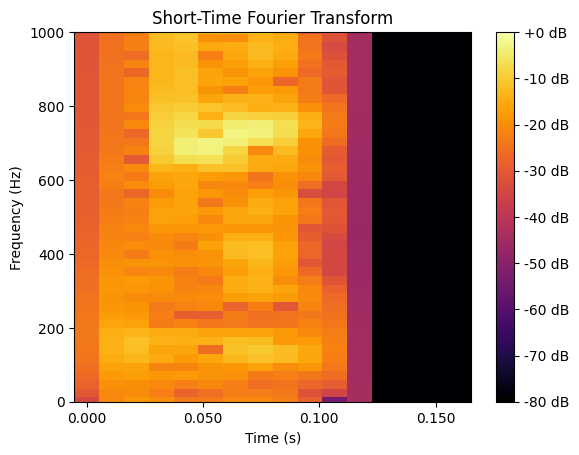 Short-Time Fourier Transform
1000
800
600
400
200
0
Frequency (Hz)
0.000
0.050
0.100
0.150
Time (s)
+0 dB
-10 dB
-20 dB
-30 dB
-40 dB
-50 dB
-60 dB
-70 dB
-80 dB